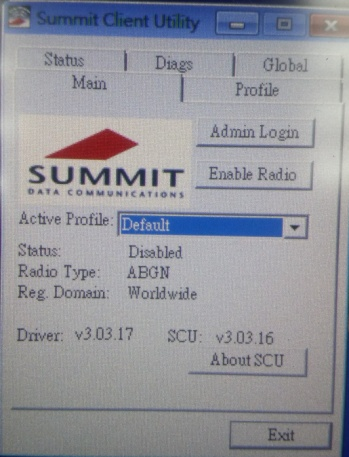 Summit Client Utility
Status Diags Global
Main Profile
Admin Login
SUMMIT
DATA COMMUNICATIONS
Enable Radio
Active Profile: Default
Status: Disabled
Radio Type: ABGN
Reg. Domain: Worldwide
Driver: v3.03.17 SCU: v3.03.16
About SCU
Exit